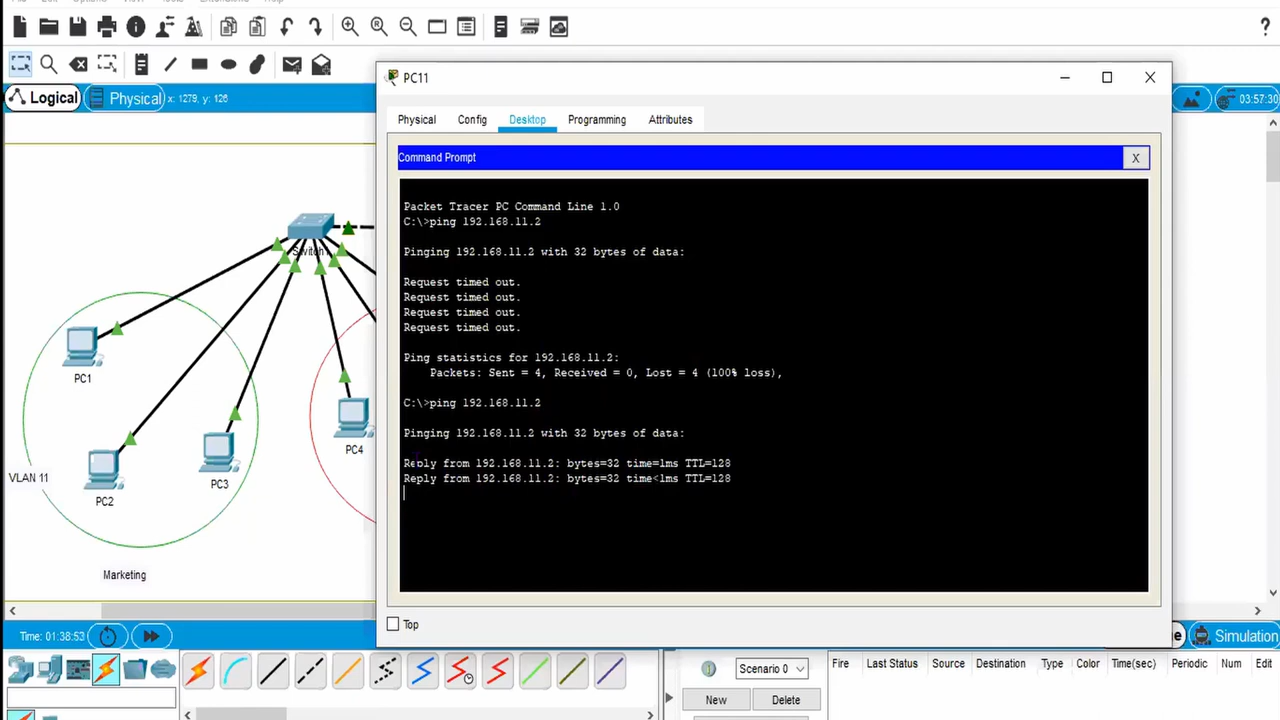 PC11
Logical
Physical
x: 1279, y: 126
03:57:30
Physical
Config
Desktop
Programming
Attributes
Command Prompt
X
Packet Tracer PC Command Line 1.0
C:\>ping 192.168.11.2
Pinging 192.168.11.2 with 32 bytes of data:
Request timed out.
Request timed out.
Request timed out.
Request timed out.
Ping statistics for 192.168.11.2:
Packets: Sent = 4, Received = 0, Lost = 4 (100% loss),
C:\>ping 192.168.11.2
Pinging 192.168.11.2 with 32 bytes of data:
Reply from 192.168.11.2: bytes=32 time=1ms TTL=128
Reply from 192.168.11.2: bytes=32 time<1ms TTL=128
Switch1
PC1
PC4
VLAN 11
PC2
PC3
Marketing
Top
Time: 01:38:53
Simulation
Scenario 0
New
Delete
Fire
Last Status
Source
Destination
Type
Color
Time(sec)
Periodic
Num
Edit